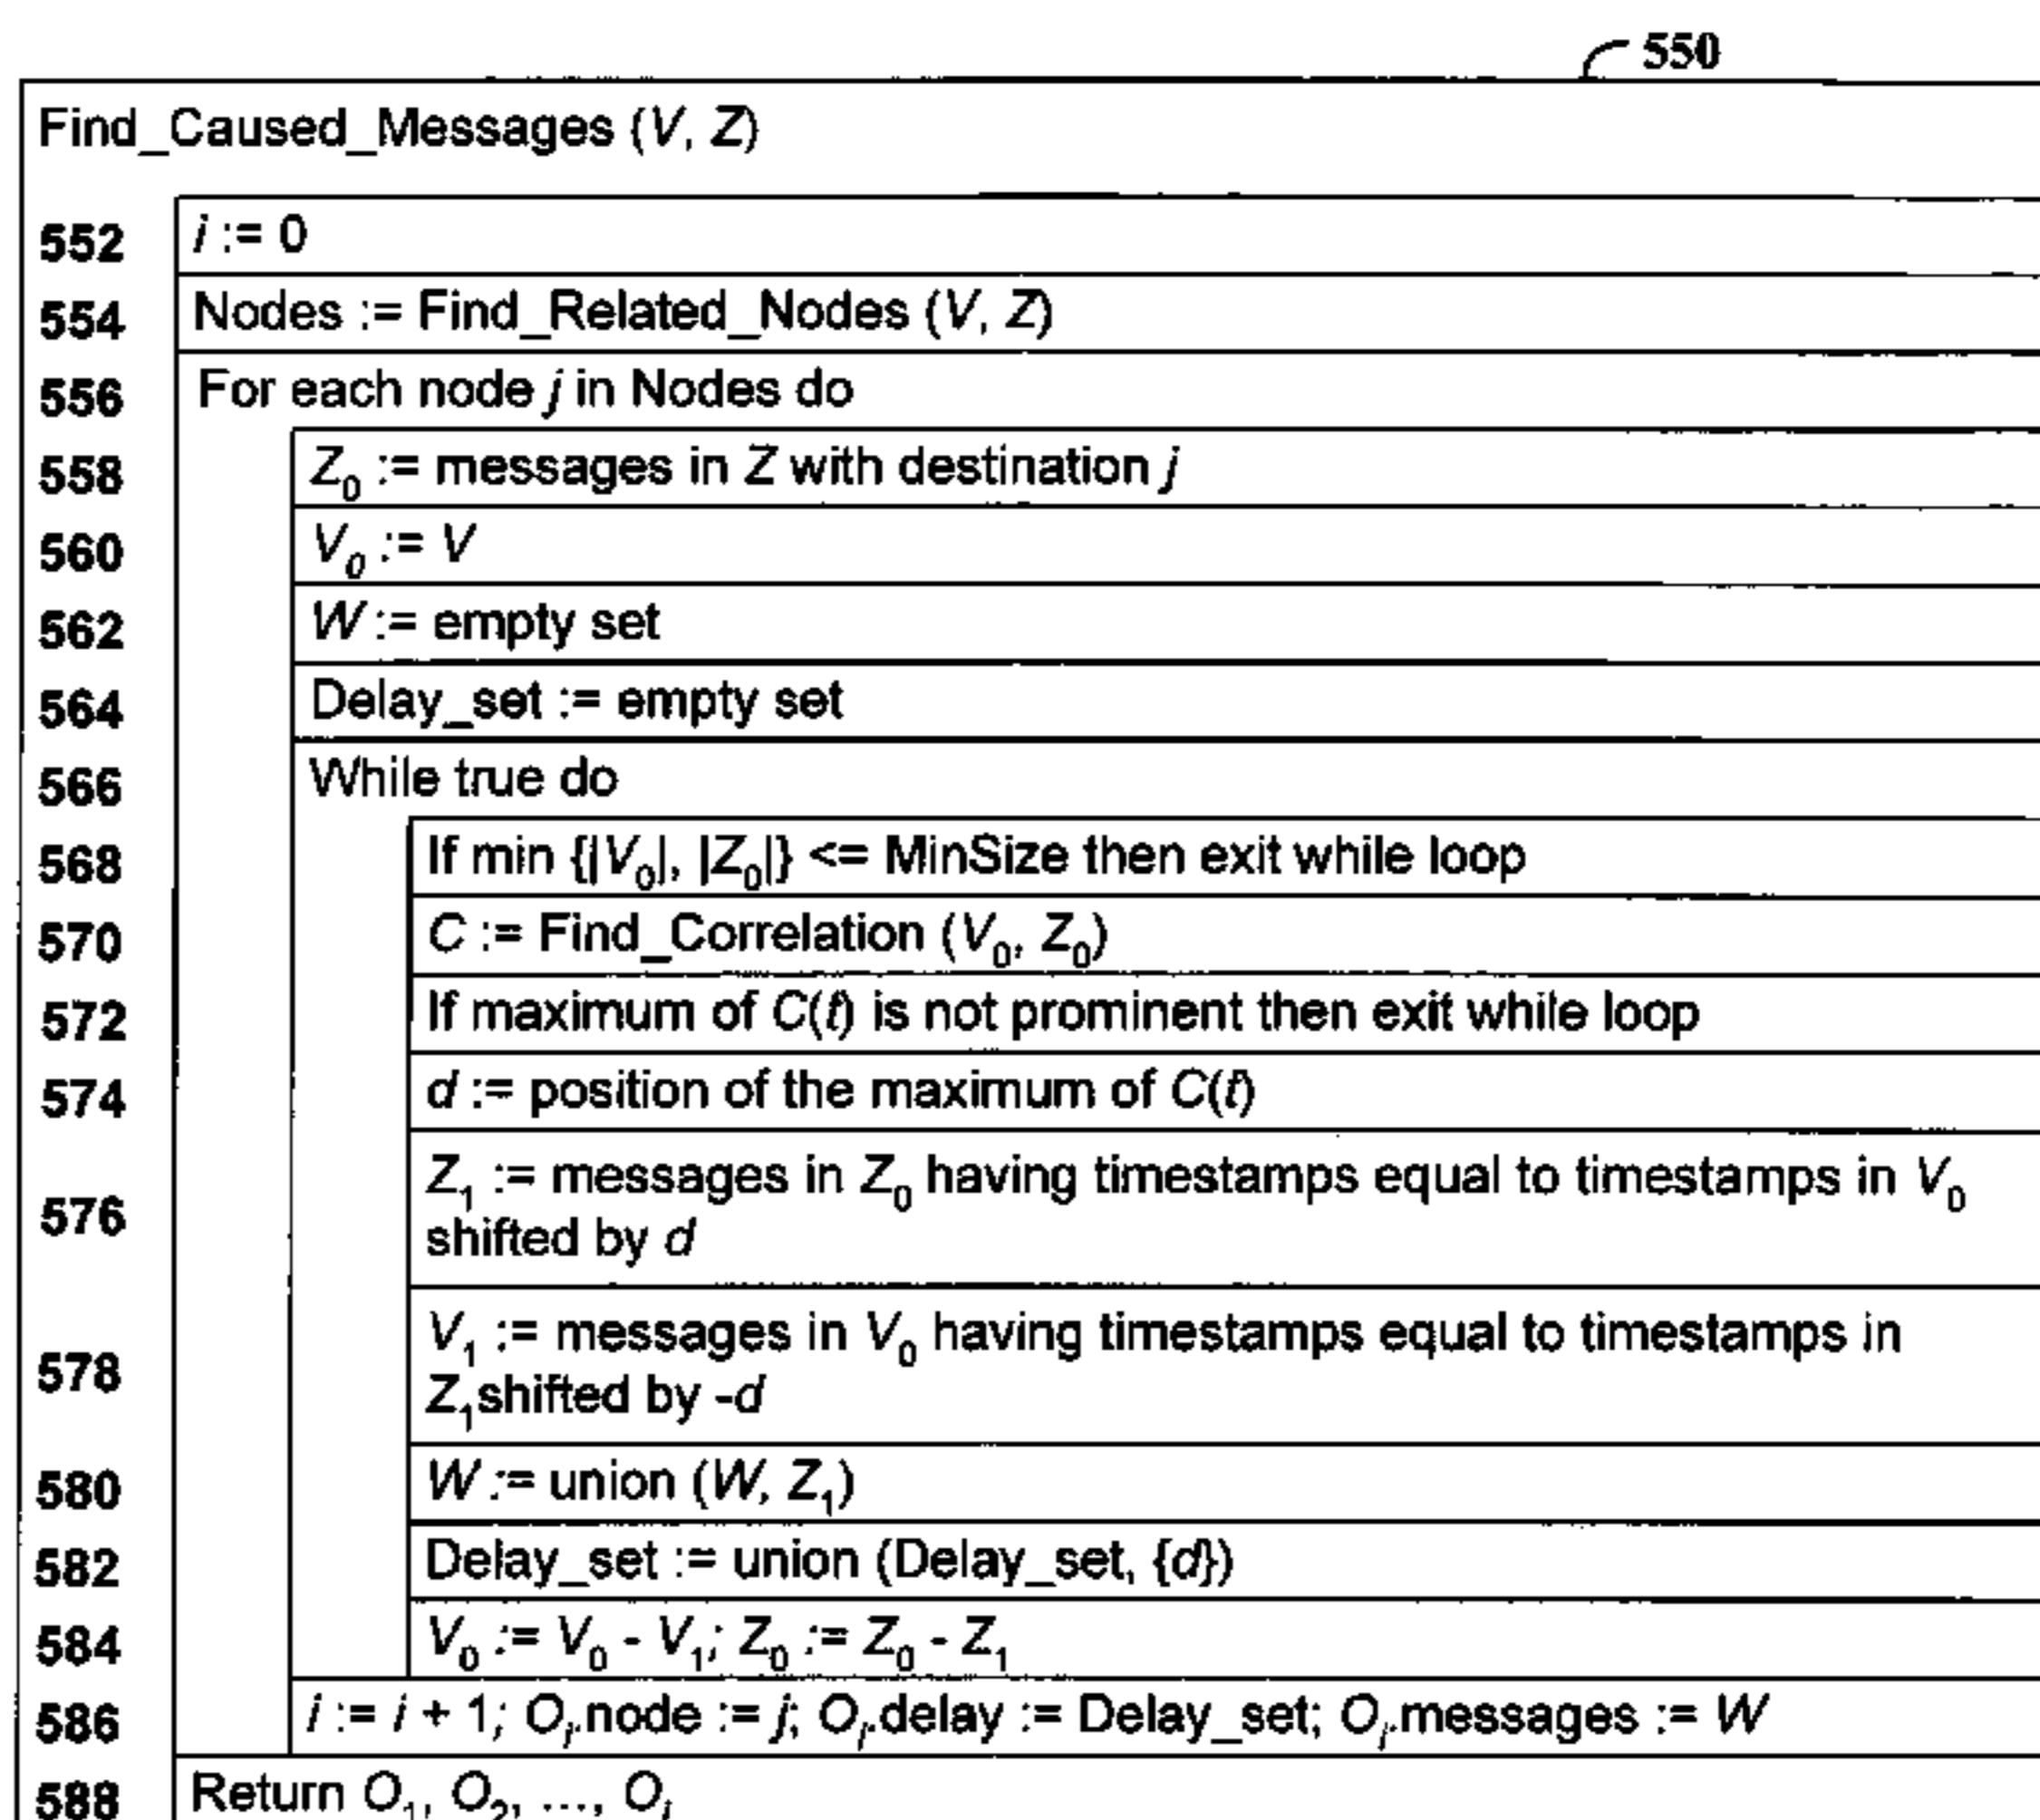 550
Find_Caused_Messages (V, Z)
552 i := 0
554 Nodes := Find_Related_Nodes (V, Z)
556 For each node j in Nodes do
558 Z₀ := messages in Z with destination j
560 V₀ := V
562 W := empty set
564 Delay_set := empty set
566 While true do
568 If min {|V₀|, |Z₀|} <= MinSize then exit while loop
570 C := Find_Correlation (V₀, Z₀)
572 If maximum of C(t) is not prominent then exit while loop
574 d := position of the maximum of C(t)
576 Z₁ := messages in Z₀ having timestamps equal to timestamps in V₀
shifted by d
578 V₁ := messages in V₀ having timestamps equal to timestamps in
Z₁shifted by -d
580 W := union (W, Z₁)
582 Delay_set := union (Delay_set, {d})
584 V₀ := V₀ - V₁; Z₀ := Z₀ - Z₁
586 i := i + 1; Oᵢ.node := j; Oᵢ.delay := Delay_set; Oᵢ.messages := W
588 Return O₁, O₂, ..., Oᵢ